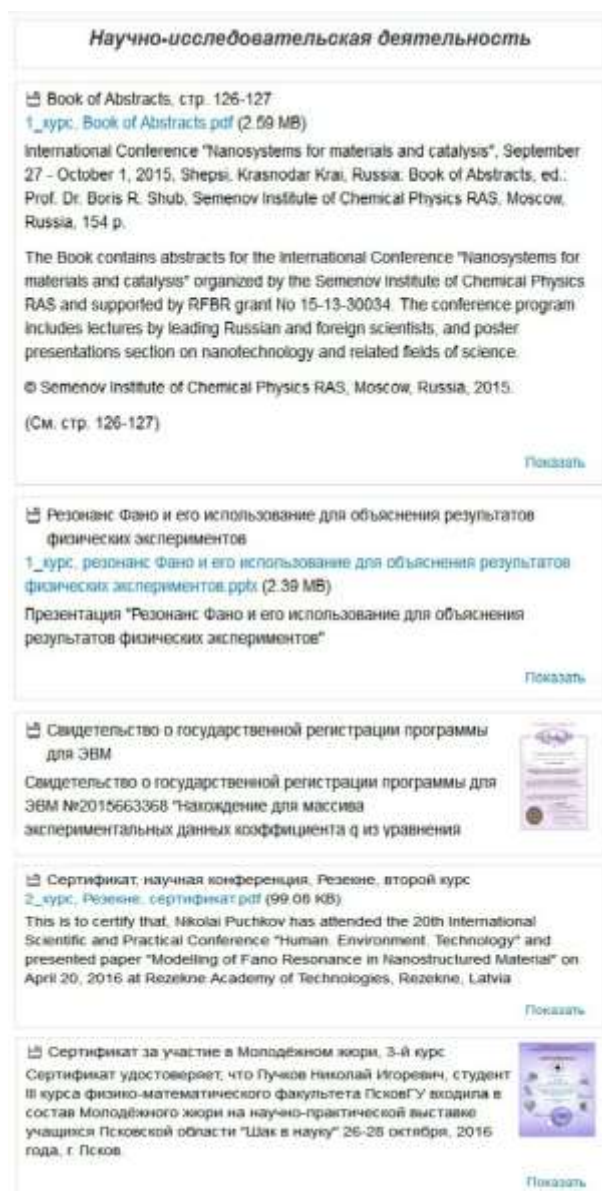 Научно-исследовательская деятельность
Book of Abstracts, стр. 126-127
1_курс, Book of Abstracts.pdf (2.59 MB)
International Conference "Nanosystems for materials and catalysis", September
27 - October 1, 2015, Shepsi, Krasnodar Krai, Russia: Book of Abstracts, ed.:
Prof. Dr. Boris R. Shub, Semenov Institute of Chemical Physics RAS, Moscow,
Russia, 154 p.
The Book contains abstracts for the International Conference "Nanosystems for
materials and catalysis" organized by the Semenov Institute of Chemical Physics
RAS and supported by RFBR grant No 15-13-30034. The conference program
includes lectures by leading Russian and foreign scientists, and poster
presentations section on nanotechnology and related fields of science.
© Semenov Institute of Chemical Physics RAS, Moscow, Russia, 2015.
(См. стр. 126-127)
Показать
Резонанс Фано и его использование для объяснения результатов
физических экспериментов
1_курс, резонанс Фано и его использование для объяснения результатов
физических экспериментов.pptx (2.39 MB)
Презентация "Резонанс Фано и его использование для объяснения
результатов физических экспериментов"
Показать
Свидетельство о государственной регистрации программы
для ЭВМ
Свидетельство о государственной регистрации программы для
ЭВМ №2015663368 "Нахождение для массива
экспериментальных данных коэффициента q из уравнения
Сертификат, научная конференция, Резекне, второй курс
2_курс, Резекне, сертификат.pdf (99.06 KB)
This is to certify that, Nikolai Puchkov has attended the 20th International
Scientific and Practical Conference "Human. Environment. Technology" and
presented paper "Modelling of Fano Resonance in Nanostructured Material" on
April 20, 2016 at Rezekne Academy of Technologies, Rezekne, Latvia
Показать
Сертификат за участие в Молодёжном жюри, 3-й курс
Сертификат удостоверяет, что Пучков Николай Игоревич, студент
III курса физико-математического факультета ПсковГУ входила в
состав Молодёжного жюри на научно-практической выставке
учащихся Псковской области "Шаг в науку" 26-28 октября, 2016
года, г. Псков.
Показать